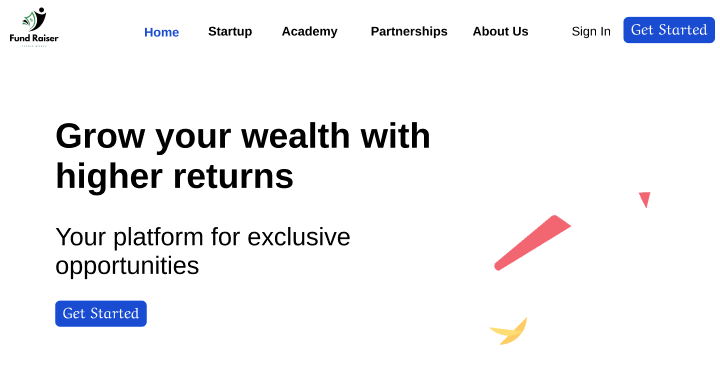 Fund Raiser
Home
Startup
Academy
Partnerships
About Us
Sign In
Get Started
Grow your wealth with
higher returns
Your platform for exclusive
opportunities
Get Started